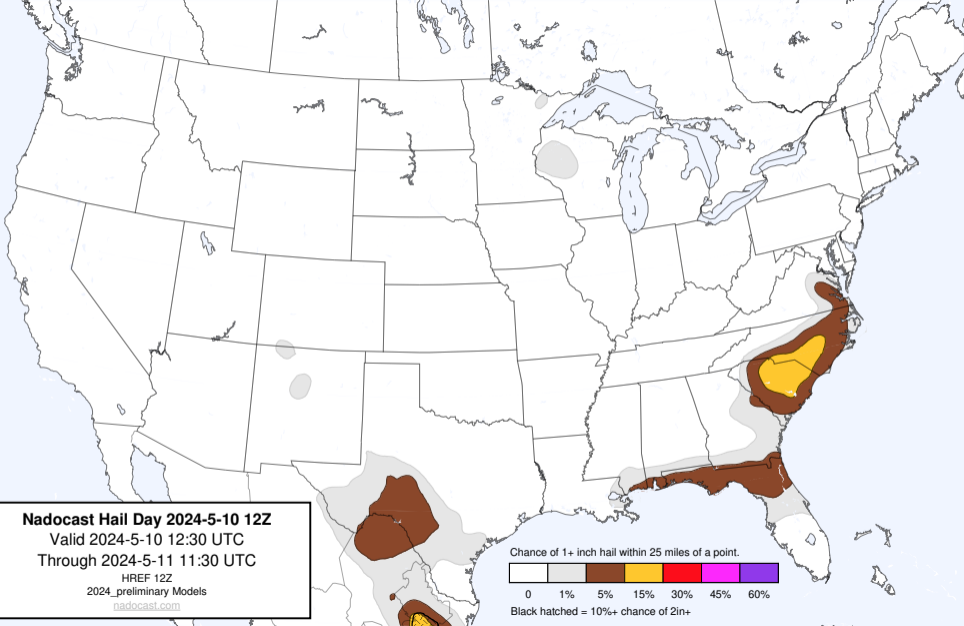 Nadocast Hail Day 2024-5-10 12Z
Valid 2024-5-10 12:30 UTC
Through 2024-5-11 11:30 UTC
HREF 12Z
2024_preliminary Models
nadocast.com
Chance of 1+ inch hail within 25 miles of a point.
0 1% 5% 15% 30% 45% 60%
Black hatched = 10%+ chance of 2in+